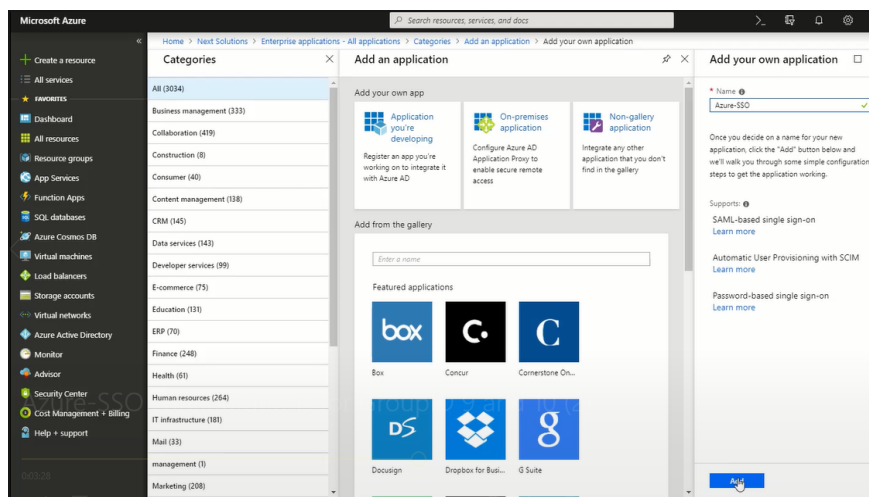 Microsoft Azure
Search resources, services, and docs
Home > Next Solutions > Enterprise applications - All applications > Categories > Add an application > Add your own application
Create a resource
All services
FAVORITES
Dashboard
All resources
Resource groups
App Services
Function Apps
SQL databases
Azure Cosmos DB
Virtual machines
Load balancers
Storage accounts
Virtual networks
Azure Active Directory
Monitor
Advisor
Security Center
Cost Management + Billing
Help + support
0:03:28
Azure-SSO
Categories
All (3034)
Business management (333)
Collaboration (419)
Construction (8)
Consumer (40)
Content management (138)
CRM (145)
Data services (143)
Developer services (99)
E-commerce (75)
Education (131)
ERP (70)
Finance (248)
Health (61)
Human resources (264)
IT infrastructure (181)
Mail (33)
management (1)
Marketing (208)
Add an application
Add your own app
Application
you're
developing
Register an app you're
working on to integrate it
with Azure AD
On-premises
application
Configure Azure AD
Application Proxy to
enable secure remote
access
Non-gallery
application
Integrate any other
application that you don't
find in the gallery
Add from the gallery
Enter a name
Featured applications
box
Box
C.
Concur
C
Cornerstone On...
DS
Docusign
Dropbox for Busi...
g
G Suite
Add your own application
* Name
Azure-SSO
Once you decide on a name for your new
application, click the "Add" button below and
we'll walk you through some simple configuration
steps to get the application working.
Supports:
SAML-based single sign-on
Learn more
Automatic User Provisioning with SCIM
Learn more
Password-based single sign-on
Learn more
Add